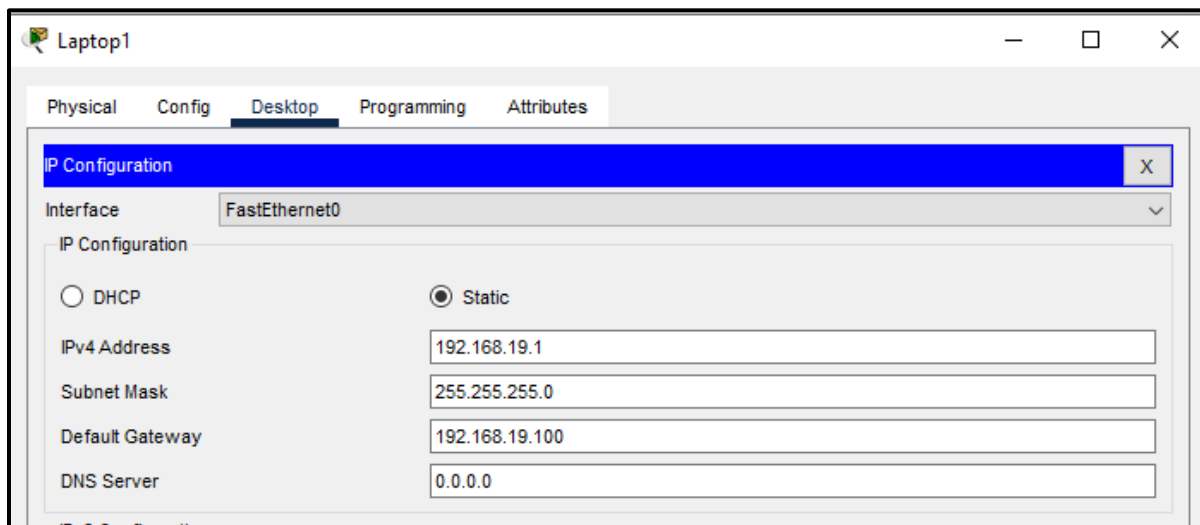 Laptop1
Physical Config Desktop Programming Attributes
IP Configuration X
Interface FastEthernet0
IP Configuration
DHCP Static
IPv4 Address 192.168.19.1
Subnet Mask 255.255.255.0
Default Gateway 192.168.19.100
DNS Server 0.0.0.0